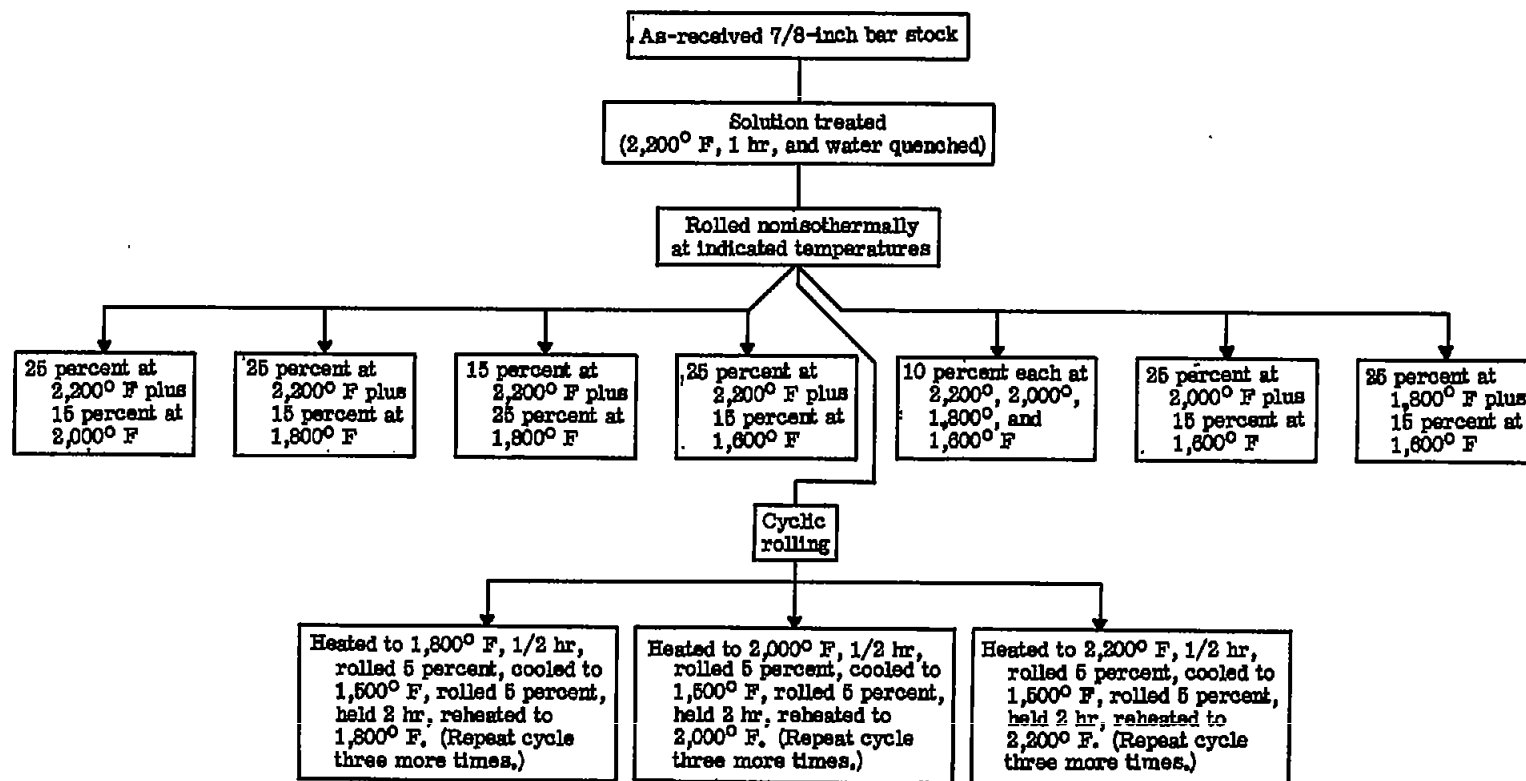 As-received 7/8-inch bar stock
Solution treated
(2,200° F, 1 hr, and water quenched)
Rolled nonisothermally
at indicated temperatures
25 percent at
2,200° F plus
15 percent at
2,000° F
25 percent at
2,200° F plus
15 percent at
1,800° F
15 percent at
2,200° F plus
25 percent at
1,800° F
25 percent at
2,200° F plus
15 percent at
1,600° F
10 percent each at
2,200°, 2,000°,
1,800°, and
1,600° F
25 percent at
2,000° F plus
15 percent at
1,600° F
25 percent at
1,800° F plus
15 percent at
1,600° F
Cyclic
rolling
Heated to 1,800° F, 1/2 hr,
rolled 5 percent, cooled to
1,500° F, rolled 5 percent,
held 2 hr, reheated to
1,800° F. (Repeat cycle
three more times.)
Heated to 2,000° F, 1/2 hr,
rolled 5 percent, cooled to
1,500° F, rolled 5 percent,
held 2 hr, reheated to
2,000° F. (Repeat cycle
three more times.)
Heated to 2,200° F, 1/2 hr,
rolled 5 percent, cooled to
1,500° F, rolled 5 percent,
held 2 hr, reheated to
2,200° F. (Repeat cycle
three more times.)